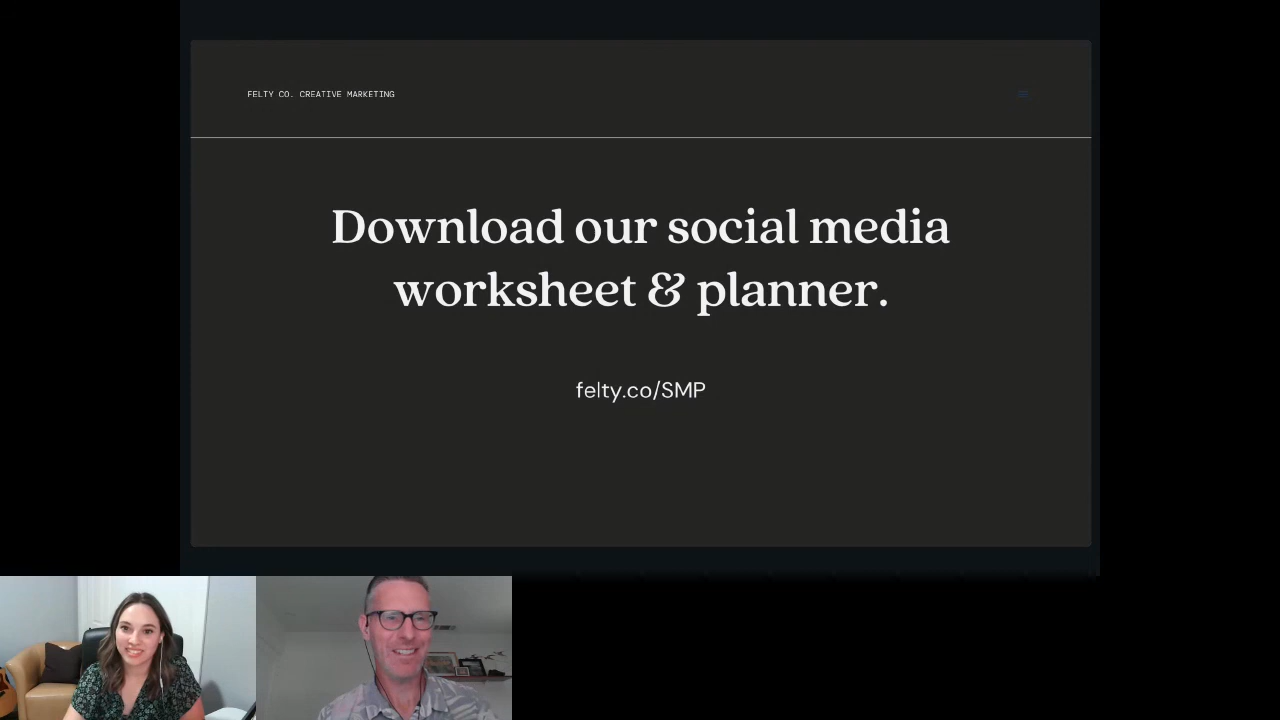 FELTY CO. CREATIVE MARKETING
Download our social media
worksheet & planner.
felty.co/SMP